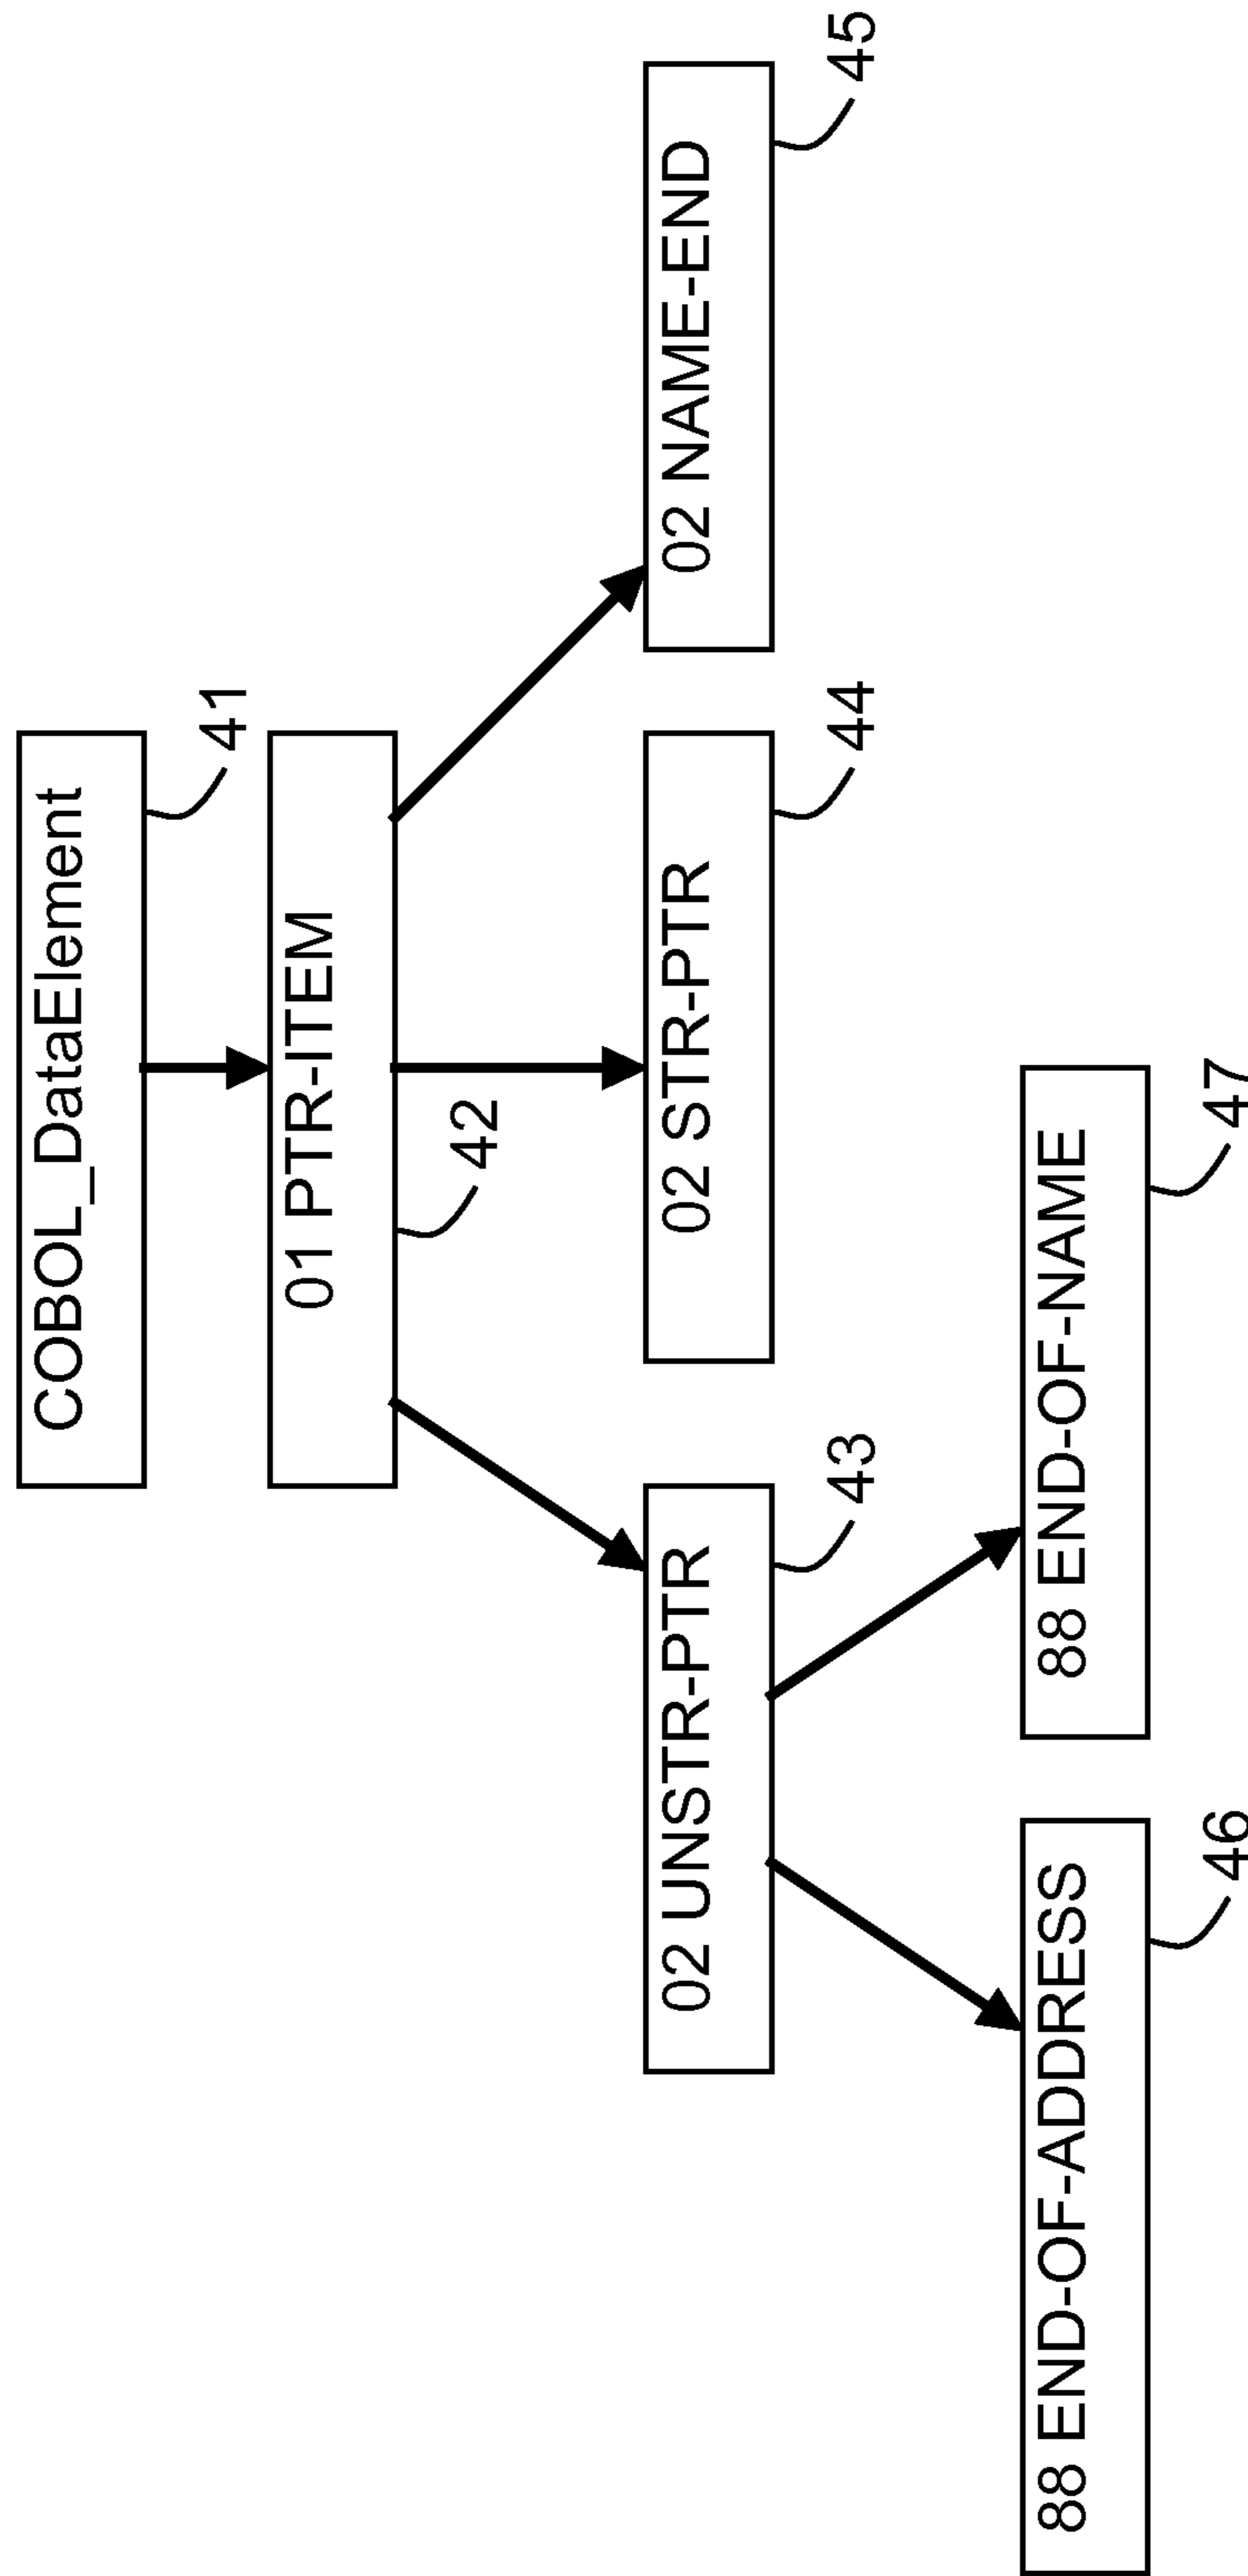 COBOL_DataElement
41
01 PTR-ITEM
42
02 UNSTR-PTR
43
02 STR-PTR
44
02 NAME-END
45
88 END-OF-ADDRESS
46
88 END-OF-NAME
47